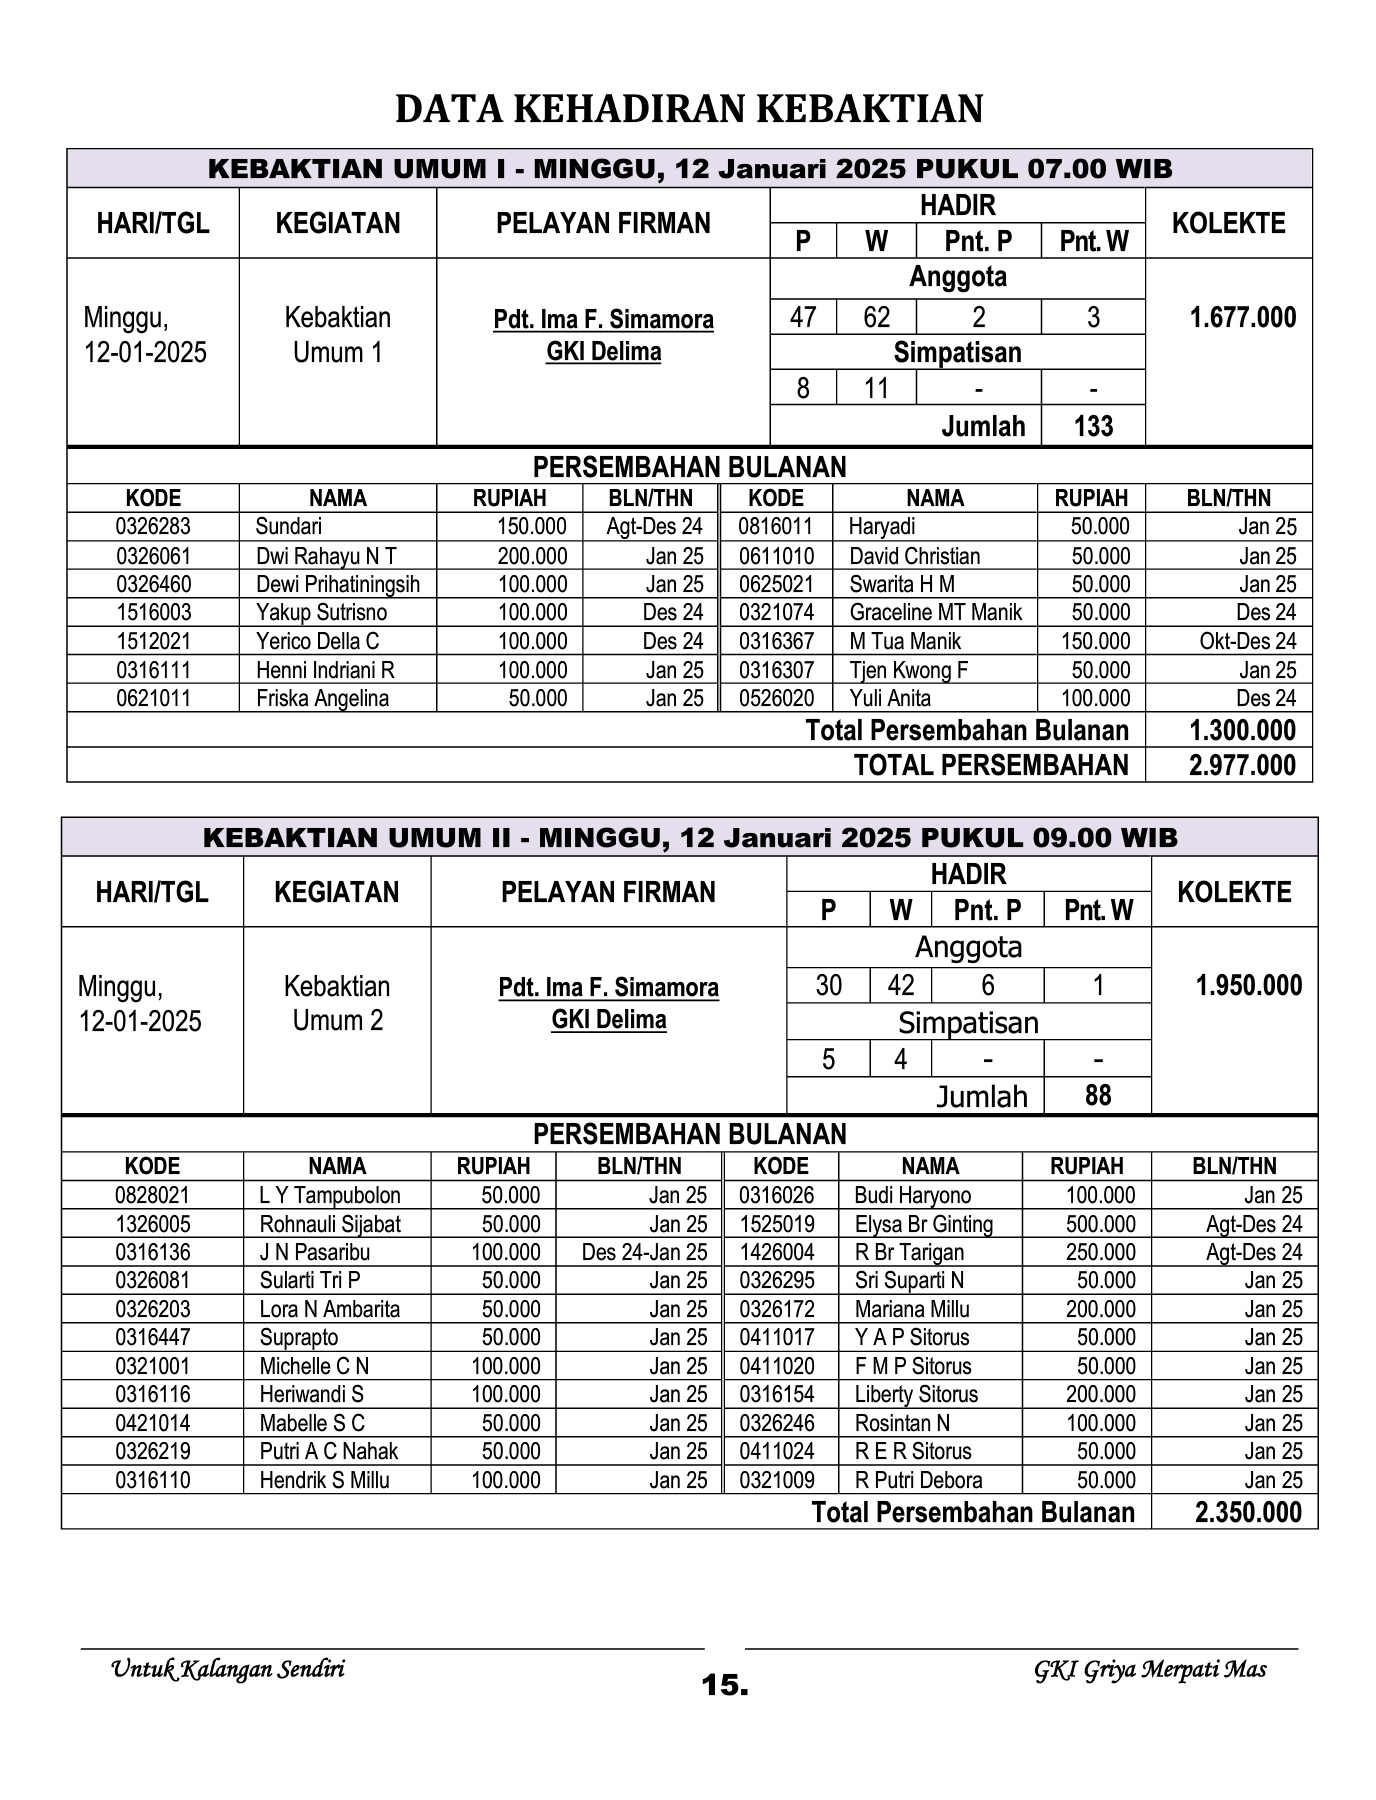 DATA KEHADIRAN KEBAKTIAN
KEBAKTIAN UMUM I - MINGGU, 12 Januari 2025 PUKUL 07.00 WIB
HARI/TGL KEGIATAN PELAYAN FIRMAN HADIR KOLEKTE
P W Pnt. P Pnt. W
Anggota
Minggu, Kebaktian Pdt. Ima F. Simamora 47 62 2 3 1.677.000
12-01-2025 Umum 1 GKI Delima Simpatisan
8 11 - -
Jumlah 133
PERSEMBAHAN BULANAN
KODE NAMA RUPIAH BLN/THN KODE NAMA RUPIAH BLN/THN
0326283 Sundari 150.000 Agt-Des 24 0816011 Haryadi 50.000 Jan 25
0326061 Dwi Rahayu N T 200.000 Jan 25 0611010 David Christian 50.000 Jan 25
0326460 Dewi Prihatiningsih 100.000 Jan 25 0625021 Swarita H M 50.000 Jan 25
1516003 Yakup Sutrisno 100.000 Des 24 0321074 Graceline MT Manik 50.000 Des 24
1512021 Yerico Della C 100.000 Des 24 0316367 M Tua Manik 150.000 Okt-Des 24
0316111 Henni Indriani R 100.000 Jan 25 0316307 Tjen Kwong F 50.000 Jan 25
0621011 Friska Angelina 50.000 Jan 25 0526020 Yuli Anita 100.000 Des 24
Total Persembahan Bulanan 1.300.000
TOTAL PERSEMBAHAN 2.977.000
KEBAKTIAN UMUM II - MINGGU, 12 Januari 2025 PUKUL 09.00 WIB
HARI/TGL KEGIATAN PELAYAN FIRMAN HADIR KOLEKTE
P W Pnt. P Pnt. W
Anggota
Minggu, Kebaktian Pdt. Ima F. Simamora 30 42 6 1 1.950.000
12-01-2025 Umum 2 GKI Delima Simpatisan
5 4 - -
Jumlah 88
PERSEMBAHAN BULANAN
KODE NAMA RUPIAH BLN/THN KODE NAMA RUPIAH BLN/THN
0828021 L Y Tampubolon 50.000 Jan 25 0316026 Budi Haryono 100.000 Jan 25
1326005 Rohnauli Sijabat 50.000 Jan 25 1525019 Elysa Br Ginting 500.000 Agt-Des 24
0316136 J N Pasaribu 100.000 Des 24-Jan 25 1426004 R Br Tarigan 250.000 Agt-Des 24
0326081 Sularti Tri P 50.000 Jan 25 0326295 Sri Suparti N 50.000 Jan 25
0326203 Lora N Ambarita 50.000 Jan 25 0326172 Mariana Millu 200.000 Jan 25
0316447 Suprapto 50.000 Jan 25 0411017 Y A P Sitorus 50.000 Jan 25
0321001 Michelle C N 100.000 Jan 25 0411020 F M P Sitorus 50.000 Jan 25
0316116 Heriwandi S 100.000 Jan 25 0316154 Liberty Sitorus 200.000 Jan 25
0421014 Mabelle S C 50.000 Jan 25 0326246 Rosintan N 100.000 Jan 25
0326219 Putri A C Nahak 50.000 Jan 25 0411024 R E R Sitorus 50.000 Jan 25
0316110 Hendrik S Millu 100.000 Jan 25 0321009 R Putri Debora 50.000 Jan 25
Total Persembahan Bulanan 2.350.000
Untuk Kalangan Sendiri 15. GKI Griya Merpati Mas